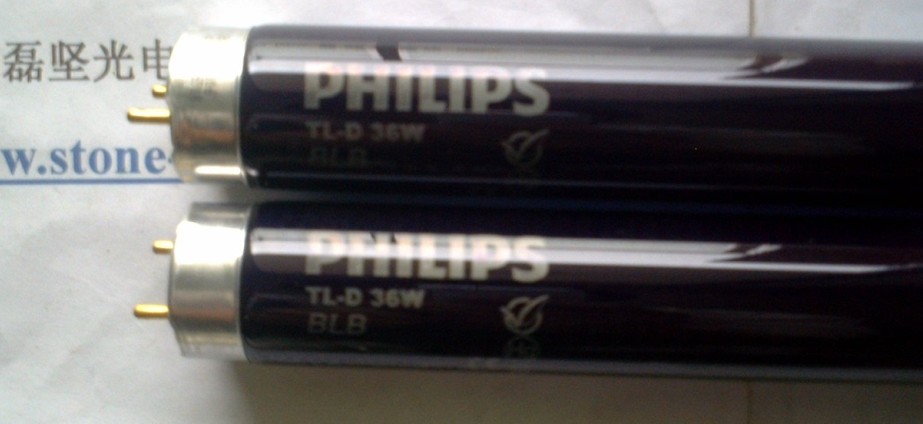 磊坚光电
w.stone-
PHILIPS
TL-D 36W
BLB
PHILIPS
TL-D 36W
BLB